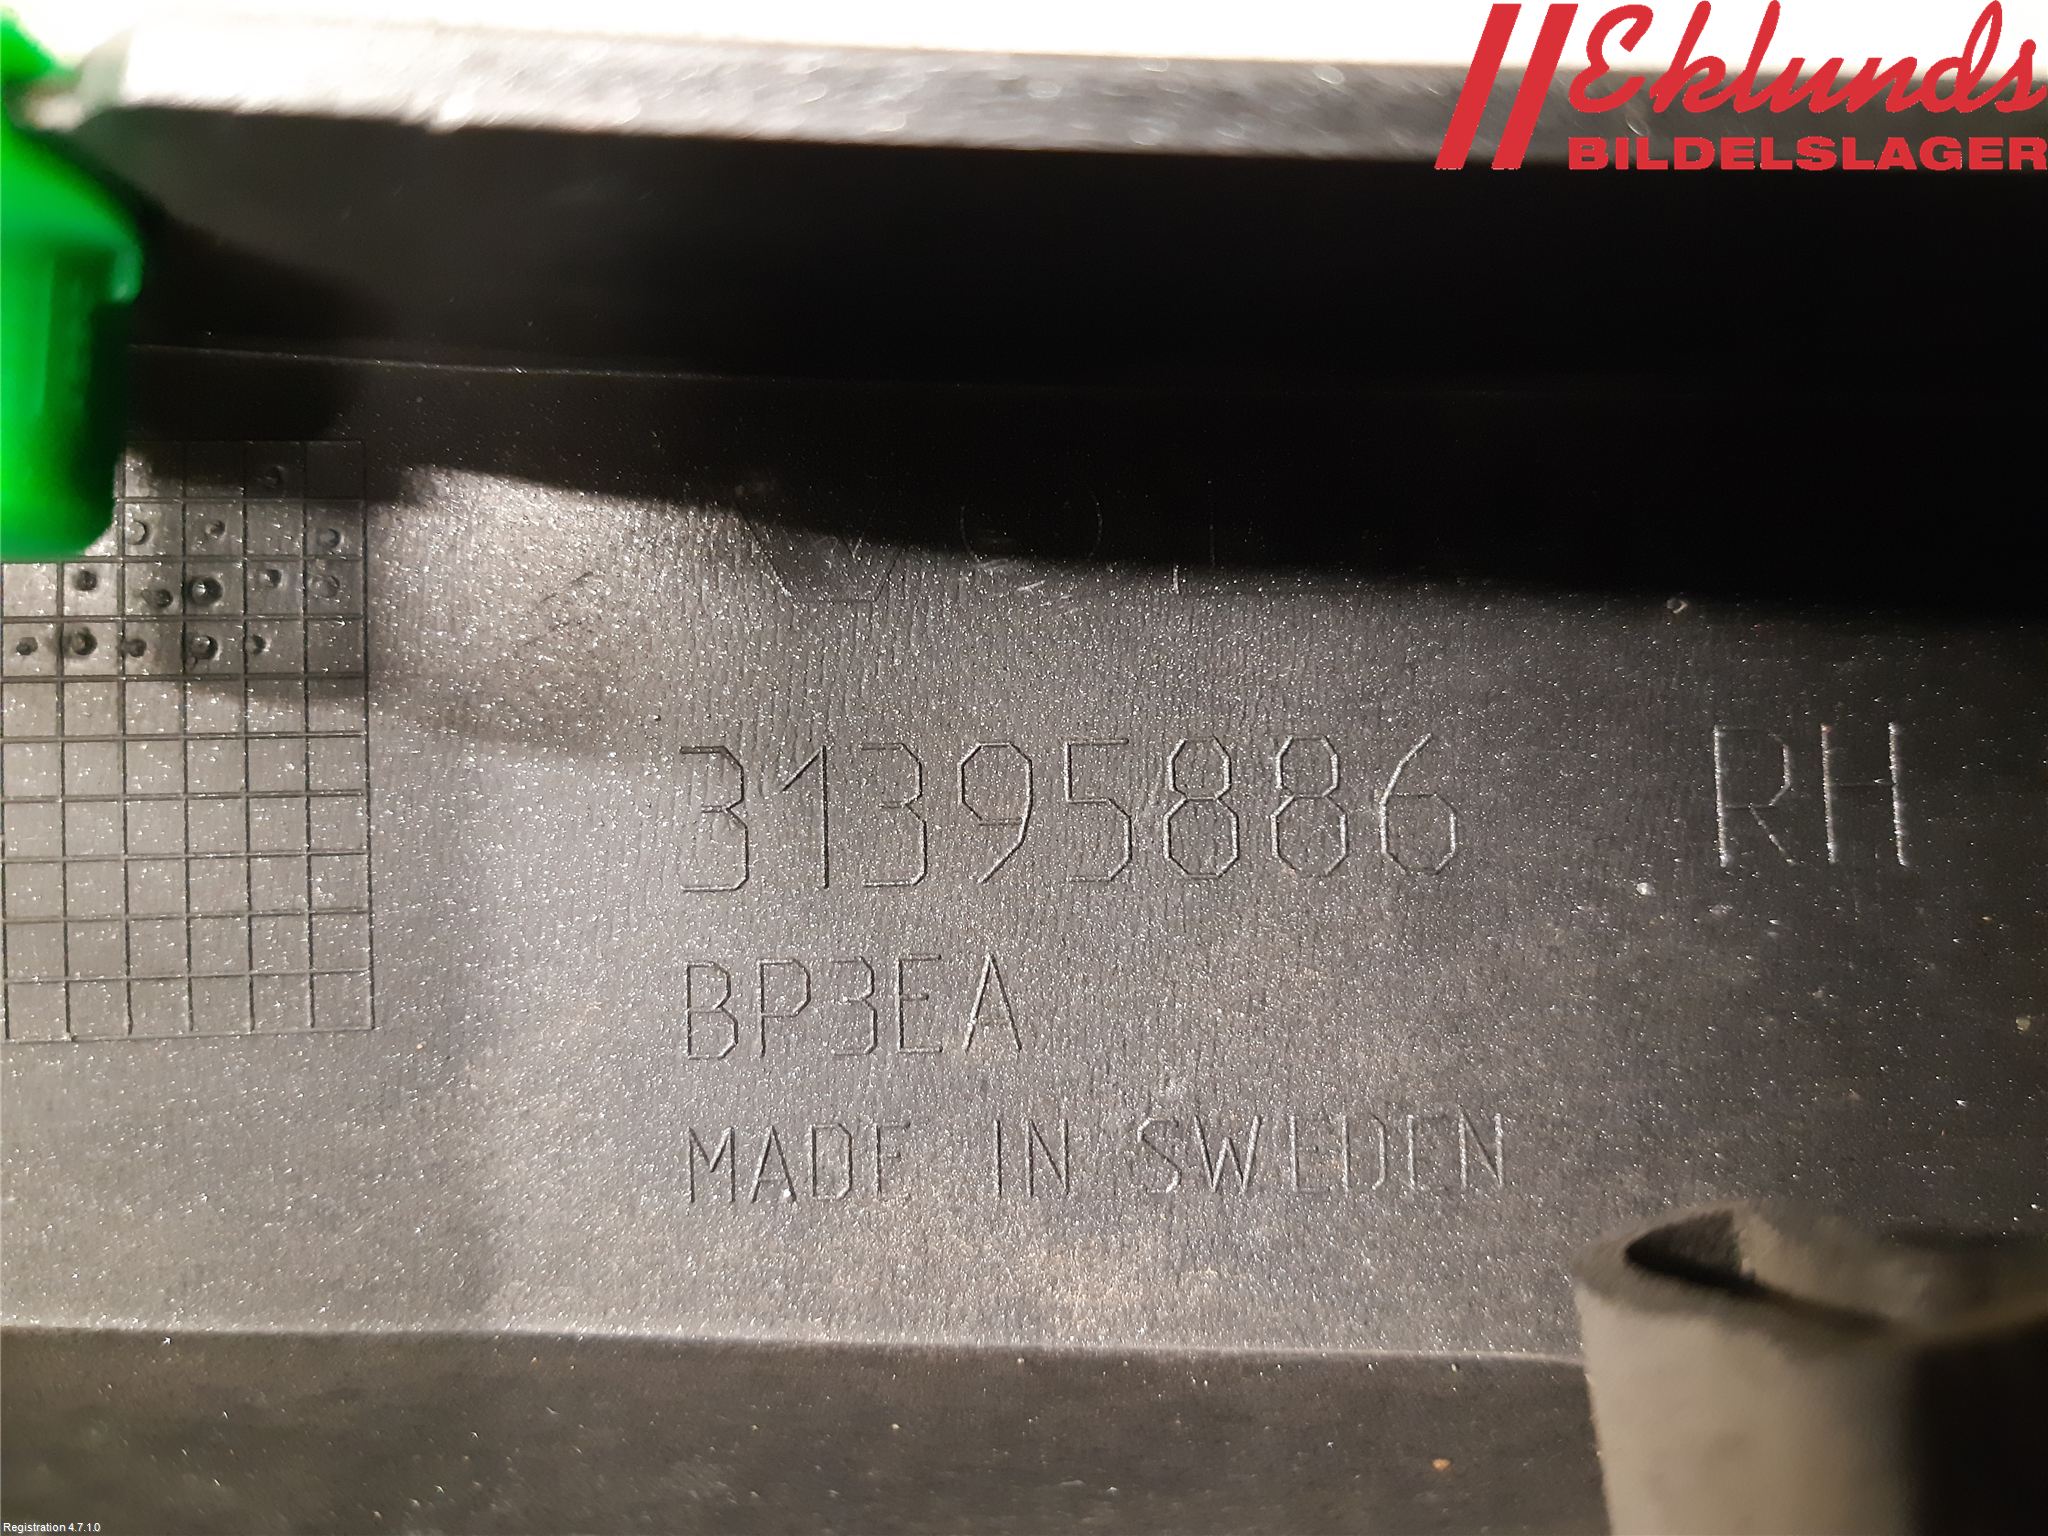 Eklunds
BILDELSLAGER
31395886 RH
BP3EA
MADE IN SWEDEN
Registration 4.7.1.0